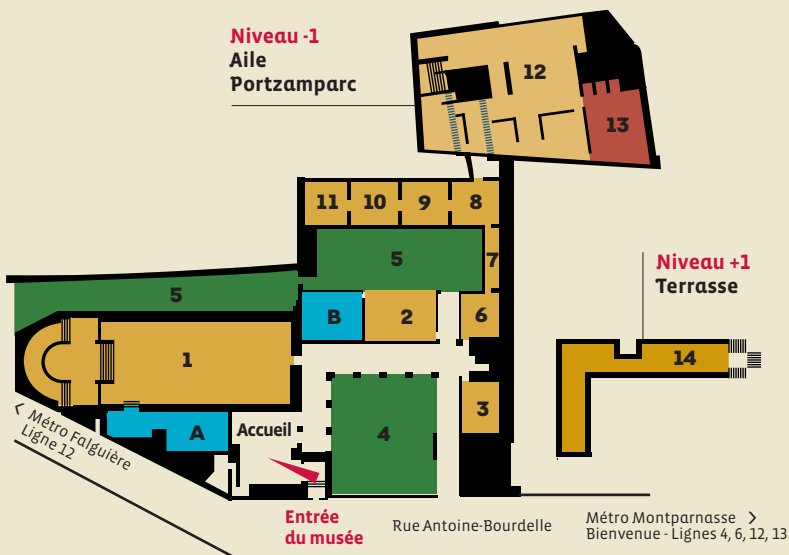 Niveau -1
Aile
Portzamparc
12
13
11 10 9 8
5
7
5
B 2 6
1
3
A Accueil 4
< Métro Falguière
Ligne 12
Entrée
du musée
Rue Antoine-Bourdelle
Niveau +1
Terrasse
14
Métro Montparnasse >
Bienvenue - Lignes 4, 6, 12, 13